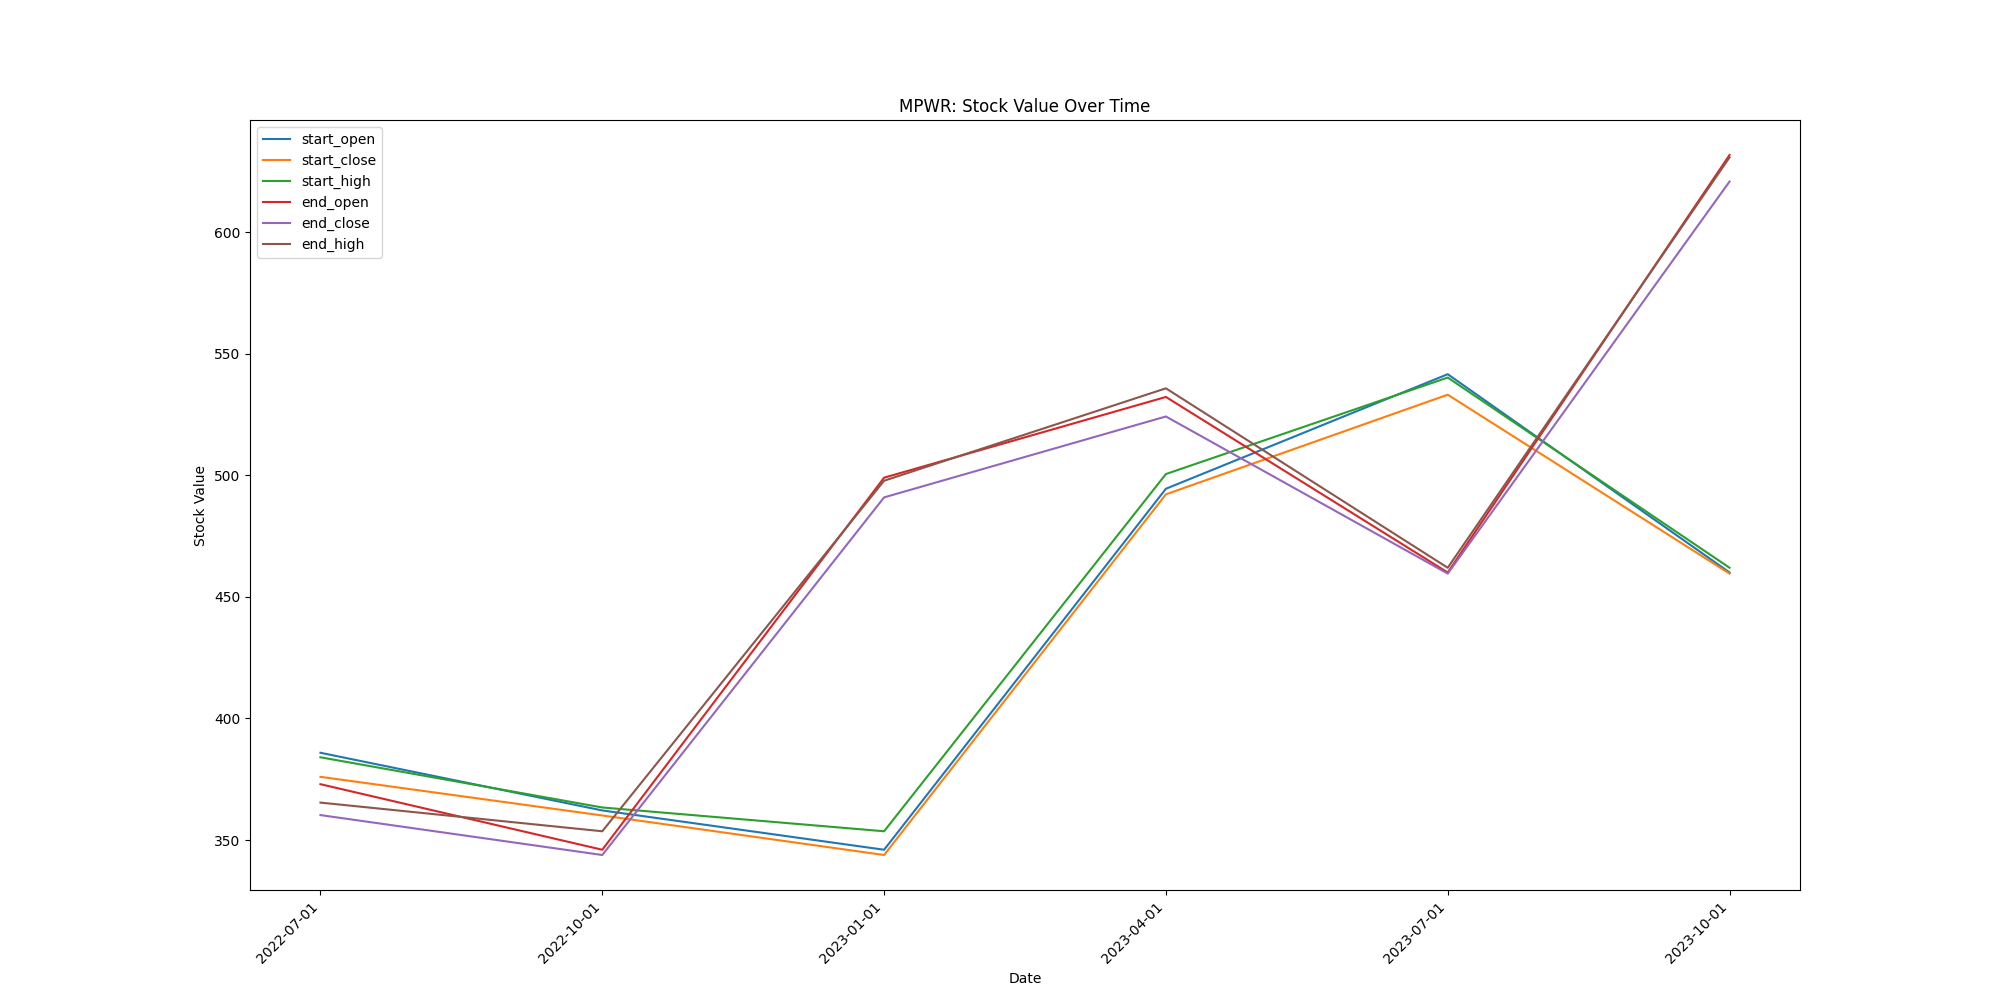 MPWR: Stock Value Over Time
start_open
start_close
start_high
end_open
end_close
end_high
Stock Value
600
550
500
450
400
350
2022-07-01
2022-10-01
2023-01-01
2023-04-01
2023-07-01
2023-10-01
Date